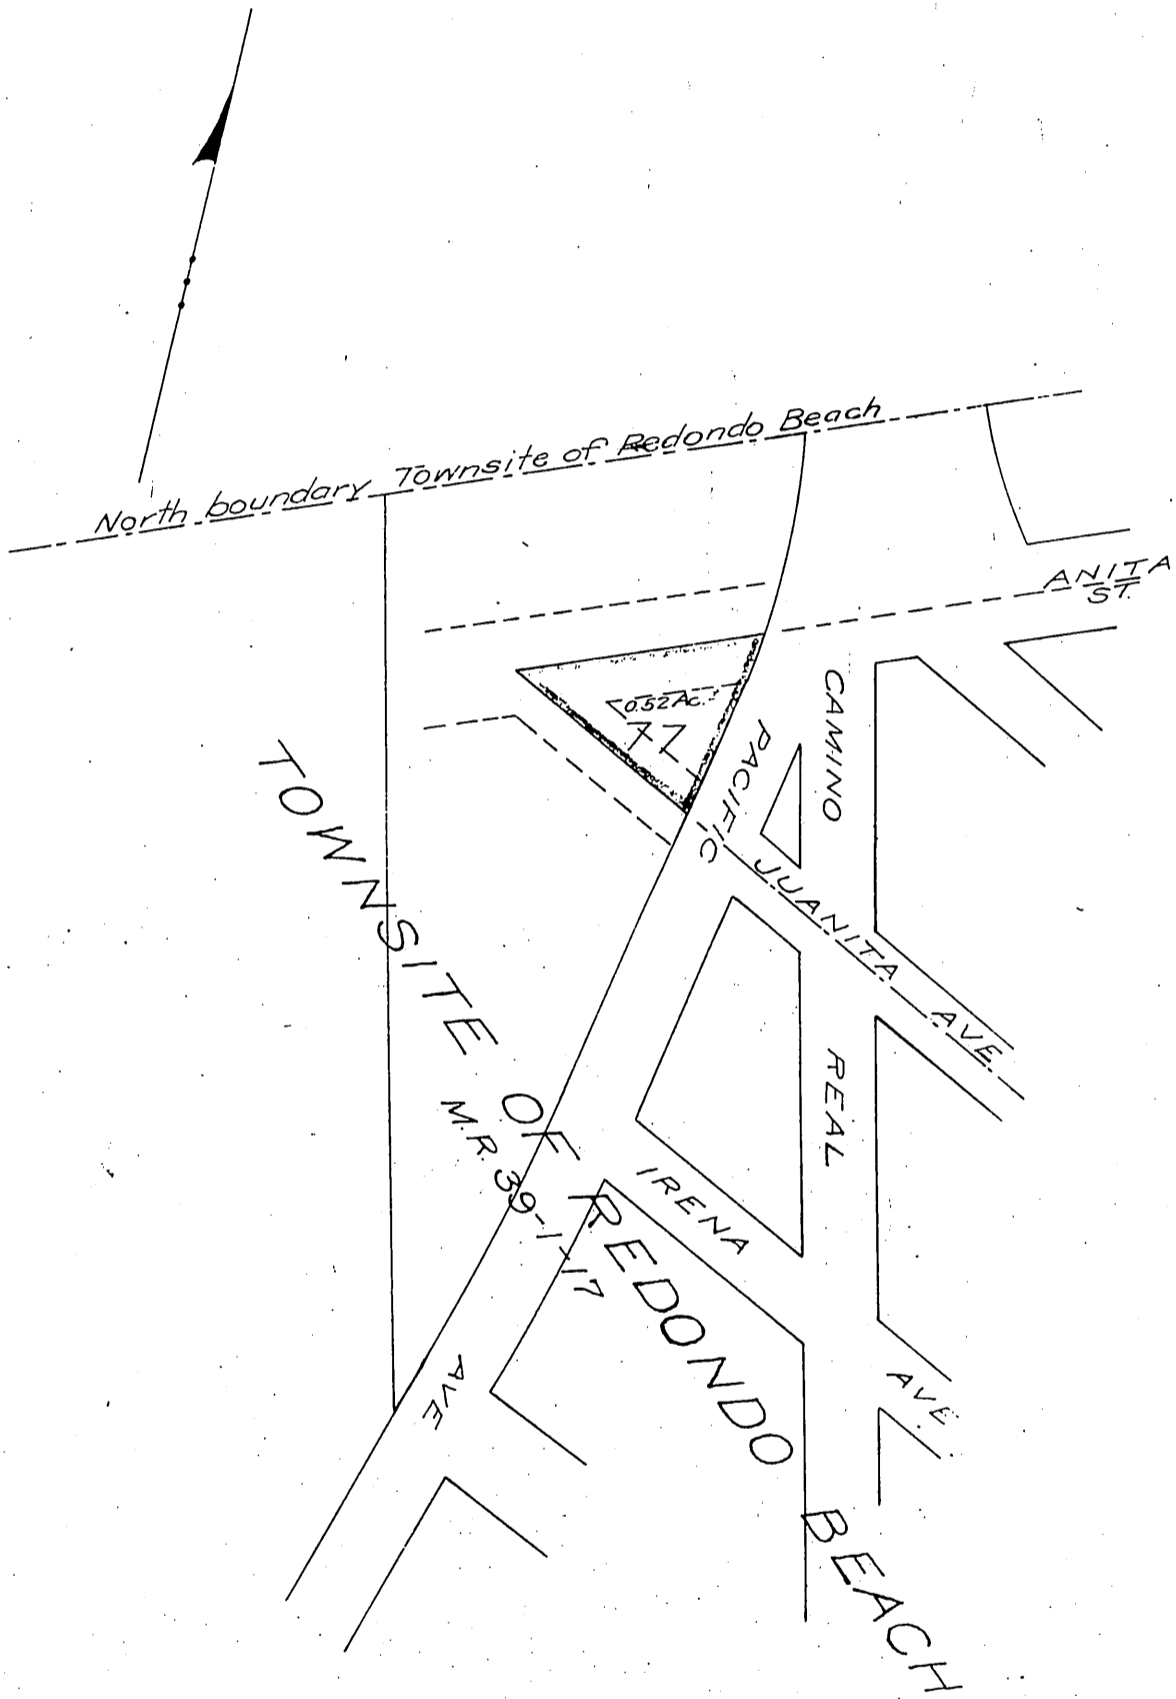 North boundary Townsite of Redondo Beach
ANITA
ST.
0.52 Ac.±
77
CAMINO
REAL
PACIFIC
AVE
JUANITA AVE.
IRENA
AVE.
TOWNSITE OF REDONDO BEACH
M.R. 39-1-17